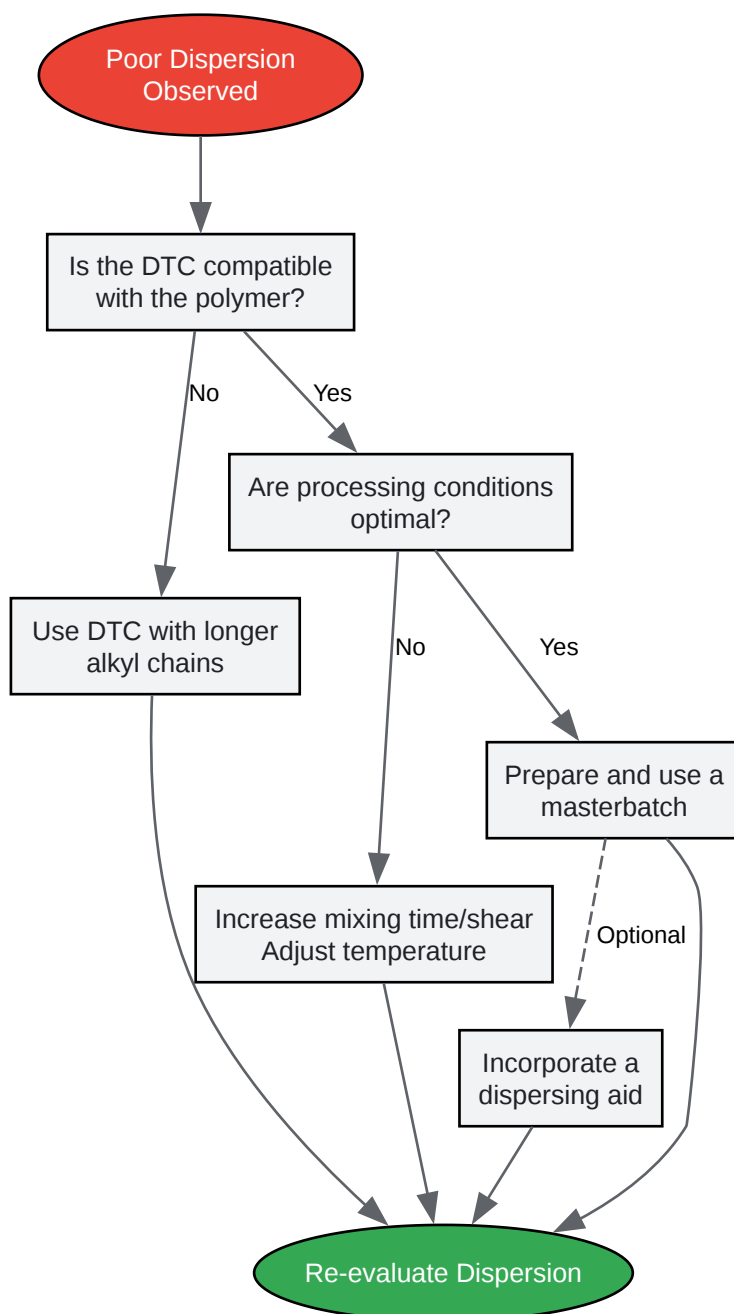 Poor Dispersion
Observed
Is the DTC compatible
with the polymer?
No
Yes
Are processing conditions
optimal?
Use DTC with longer
alkyl chains
No
Yes
Prepare and use a
masterbatch
Increase mixing time/shear
Adjust temperature
Optional
Incorporate a
dispersing aid
Re-evaluate Dispersion